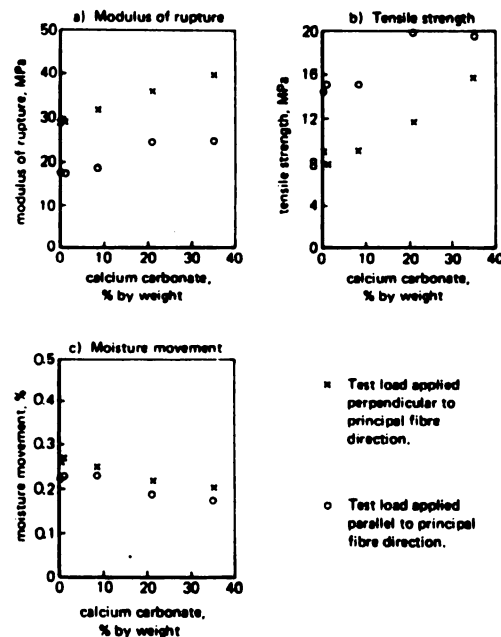 a) Modulus of rupture
modulus of rupture, MPa
50
40
30
20
10
0
0 10 20 30 40
calcium carbonate,
% by weight
b) Tensile strength
tensile strength, MPa
20
16
12
8
4
0
0 10 20 30 40
calcium carbonate,
% by weight
c) Moisture movement
moisture movement, %
0.5
0.3
0.2
0.1
0
0 10 20 30 40
calcium carbonate,
% by weight
× Test load applied
perpendicular to
principal fibre
direction.
o Test load applied
parallel to principal
fibre direction.